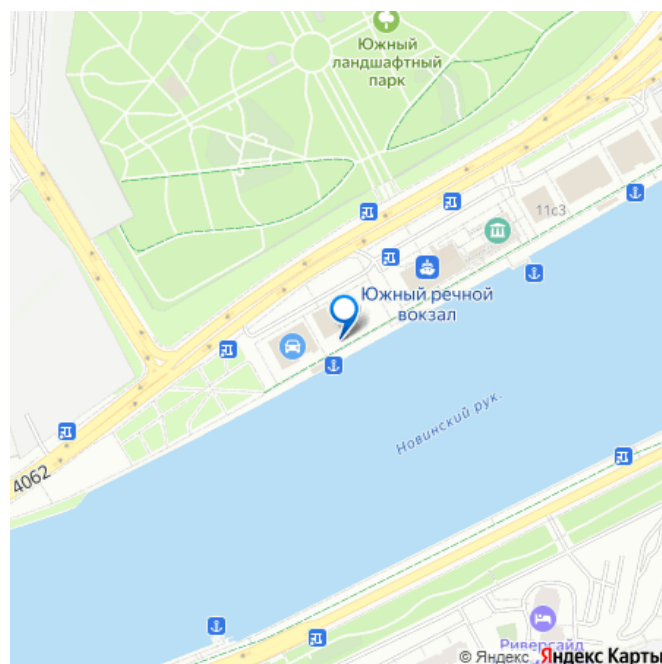 Южный
ландшафтный
парк
11с3
Южный речной
вокзал
Новинский рук.
4062
Риверсайд
© Яндекс Яндекс Карты